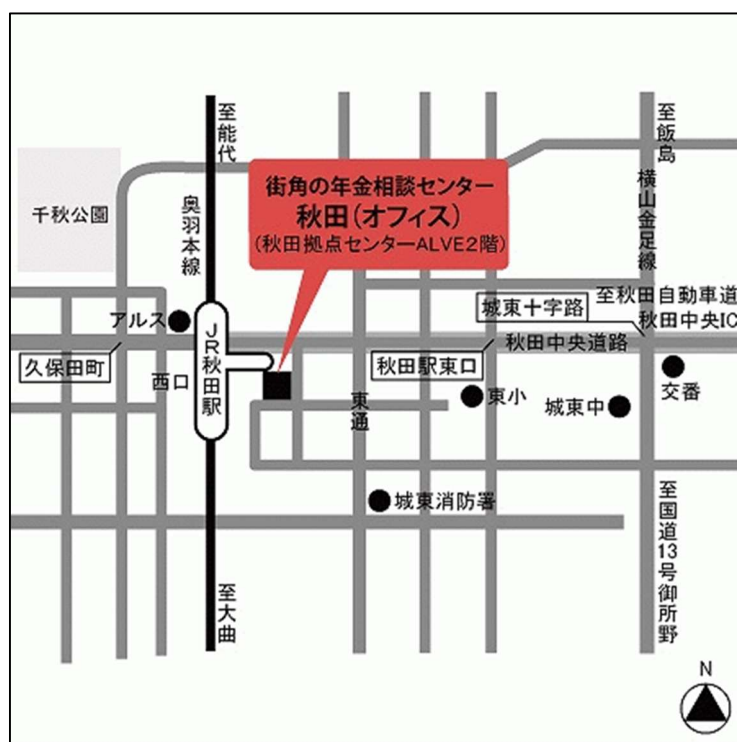 至能代
至飯島
街角の年金相談センター
秋田(オフィス)
(秋田拠点センターALVE2階)
千秋公園
奥羽本線
横山金足線
城東十字路
至秋田自動車道
秋田中央IC
アルス
JR秋田駅
久保田町
西口
秋田駅東口
秋田中央道路
東通
東小
城東中
交番
城東消防署
至大曲
至国道13号御所野
N